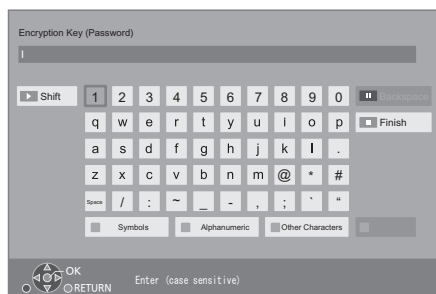 Encryption Key (Password)
Shift 1 2 3 4 5 6 7 8 9 0 Backspace
q w e r t y u i o p Finish
a s d f g h j k l .
z x c v b n m @ * #
Space / : ~ _ - , ; ` “
Symbols Alphanumeric Other Characters
OK
RETURN
Enter (case sensitive)